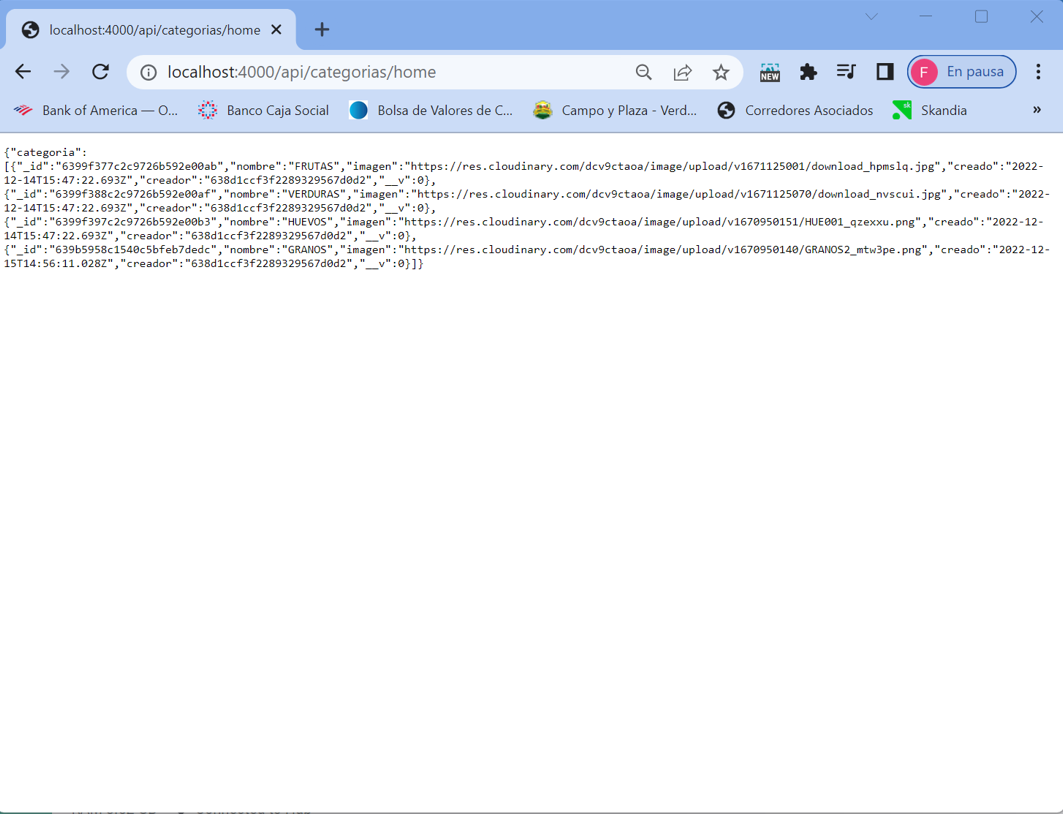 localhost:4000/api/categorias/home
localhost:4000/api/categorias/home
NEW
F
En pausa
Bank of America — O...
Banco Caja Social
Bolsa de Valores de C...
Campo y Plaza - Verd...
Corredores Asociados
sk
Skandia
»
{"categoria":
[{"_id":"6399f377c2c9726b592e00ab","nombre":"FRUTAS","imagen":"https://res.cloudinary.com/dcv9ctaoa/image/upload/v1671125001/download_hpmslq.jpg","creado":"2022-
12-14T15:47:22.693Z","creador":"638d1ccf3f2289329567d0d2","__v":0},
{"_id":"6399f388c2c9726b592e00af","nombre":"VERDURAS","imagen":"https://res.cloudinary.com/dcv9ctaoa/image/upload/v1671125070/download_nvscui.jpg","creado":"2022-
12-14T15:47:22.693Z","creador":"638d1ccf3f2289329567d0d2","__v":0},
{"_id":"6399f397c2c9726b592e00b3","nombre":"HUEVOS","imagen":"https://res.cloudinary.com/dcv9ctaoa/image/upload/v1670950151/HUE001_qzexxu.png","creado":"2022-12-
14T15:47:22.693Z","creador":"638d1ccf3f2289329567d0d2","__v":0},
{"_id":"639b5958c1540c5bfeb7dedc","nombre":"GRANOS","imagen":"https://res.cloudinary.com/dcv9ctaoa/image/upload/v1670950140/GRANOS2_mtw3pe.png","creado":"2022-12-
15T14:56:11.028Z","creador":"638d1ccf3f2289329567d0d2","__v":0}]}